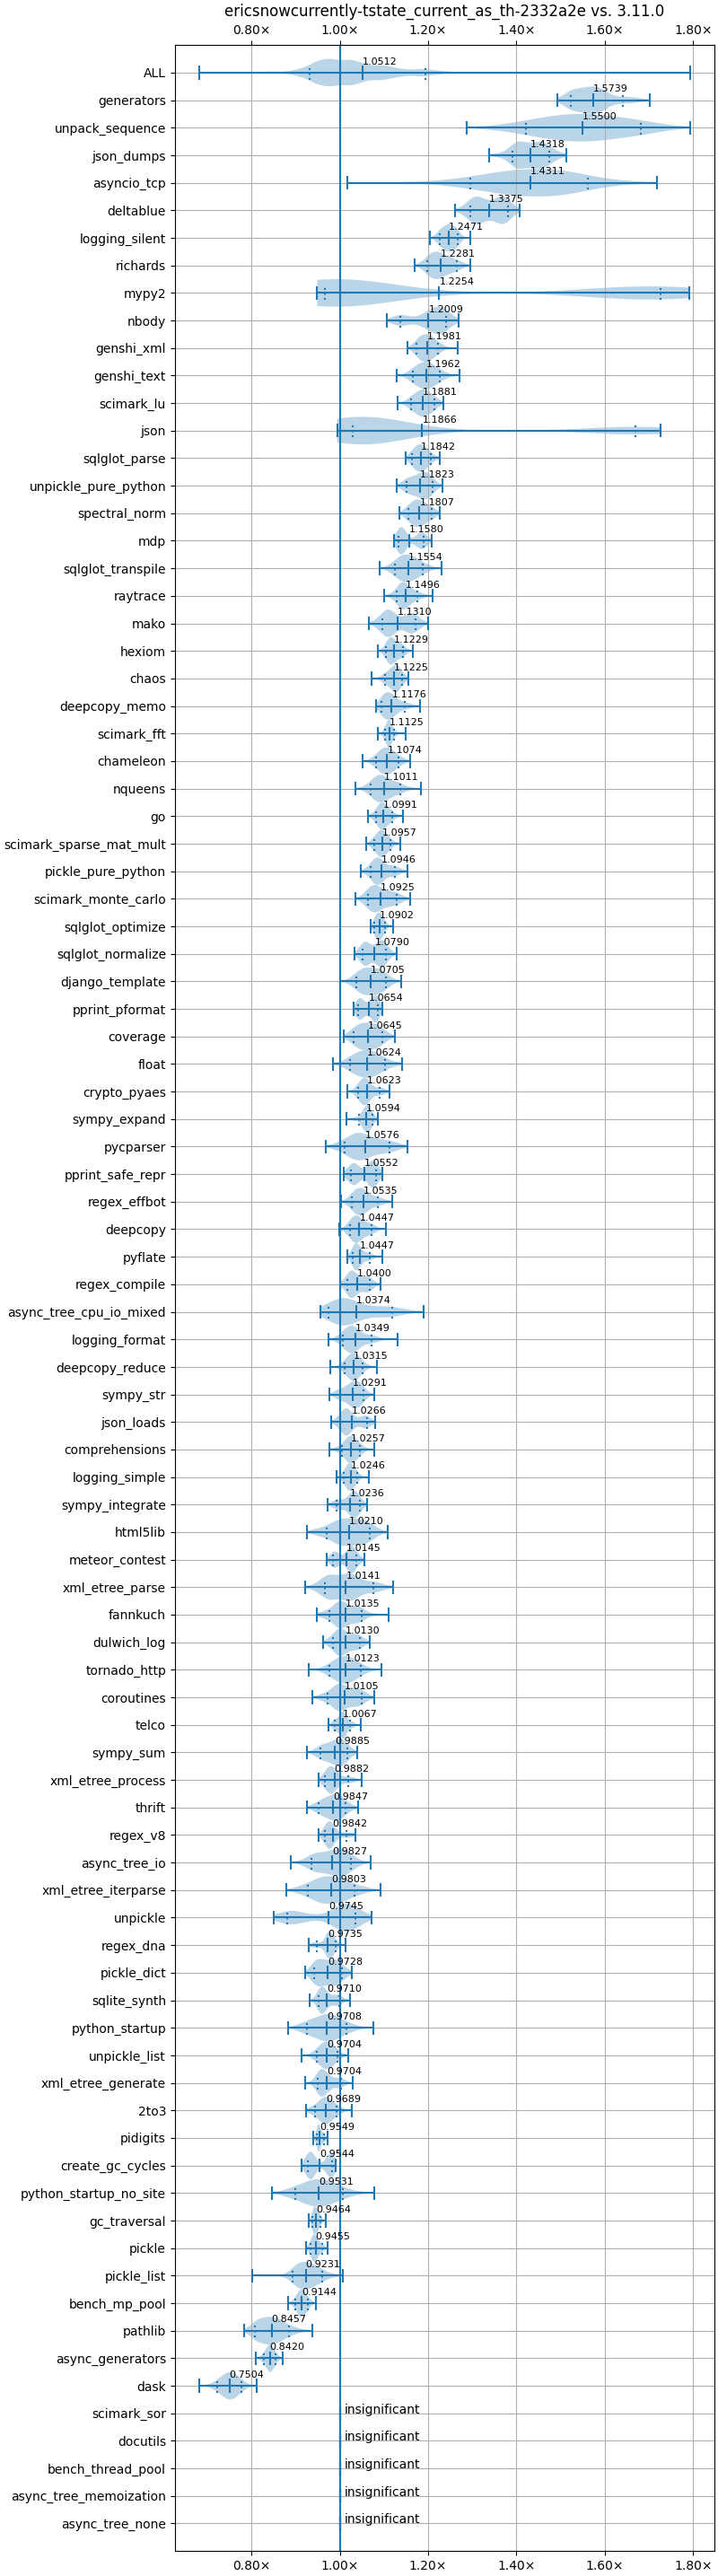 ericsnowcurrently-tstate_current_as_th-2332a2e vs. 3.11.0
0.80× 1.00× 1.20× 1.40× 1.60× 1.80×
ALL 1.0512
generators 1.5739
unpack_sequence 1.5500
json_dumps 1.4318
asyncio_tcp 1.4311
deltablue 1.3375
logging_silent 1.2471
richards 1.2281
mypy2 1.2254
nbody 1.2009
genshi_xml 1.1981
genshi_text 1.1962
scimark_lu 1.1881
json 1.1866
sqlglot_parse 1.1842
unpickle_pure_python 1.1823
spectral_norm 1.1807
mdp 1.1580
sqlglot_transpile 1.1554
raytrace 1.1496
mako 1.1310
hexiom 1.1229
chaos 1.1225
deepcopy_memo 1.1176
scimark_fft 1.1125
chameleon 1.1074
nqueens 1.1011
go 1.0991
scimark_sparse_mat_mult 1.0957
pickle_pure_python 1.0946
scimark_monte_carlo 1.0925
sqlglot_optimize 1.0902
sqlglot_normalize 1.0790
django_template 1.0705
pprint_pformat 1.0654
coverage 1.0645
float 1.0624
crypto_pyaes 1.0623
sympy_expand 1.0594
pycparser 1.0576
pprint_safe_repr 1.0552
regex_effbot 1.0535
deepcopy 1.0447
pyflate 1.0447
regex_compile 1.0400
async_tree_cpu_io_mixed 1.0374
logging_format 1.0349
deepcopy_reduce 1.0315
sympy_str 1.0291
json_loads 1.0266
comprehensions 1.0257
logging_simple 1.0246
sympy_integrate 1.0236
html5lib 1.0210
meteor_contest 1.0145
xml_etree_parse 1.0141
fannkuch 1.0135
dulwich_log 1.0130
tornado_http 1.0123
coroutines 1.0105
telco 1.0067
sympy_sum 0.9885
xml_etree_process 0.9882
thrift 0.9847
regex_v8 0.9842
async_tree_io 0.9827
xml_etree_iterparse 0.9803
unpickle 0.9745
regex_dna 0.9735
pickle_dict 0.9728
sqlite_synth 0.9710
python_startup 0.9708
unpickle_list 0.9704
xml_etree_generate 0.9704
2to3 0.9689
pidigits 0.9549
create_gc_cycles 0.9544
python_startup_no_site 0.9531
gc_traversal 0.9464
pickle 0.9455
pickle_list 0.9231
bench_mp_pool 0.9144
pathlib 0.8457
async_generators 0.8420
dask 0.7504
scimark_sor insignificant
docutils insignificant
bench_thread_pool insignificant
async_tree_memoization insignificant
async_tree_none insignificant
0.80× 1.00× 1.20× 1.40× 1.60× 1.80×